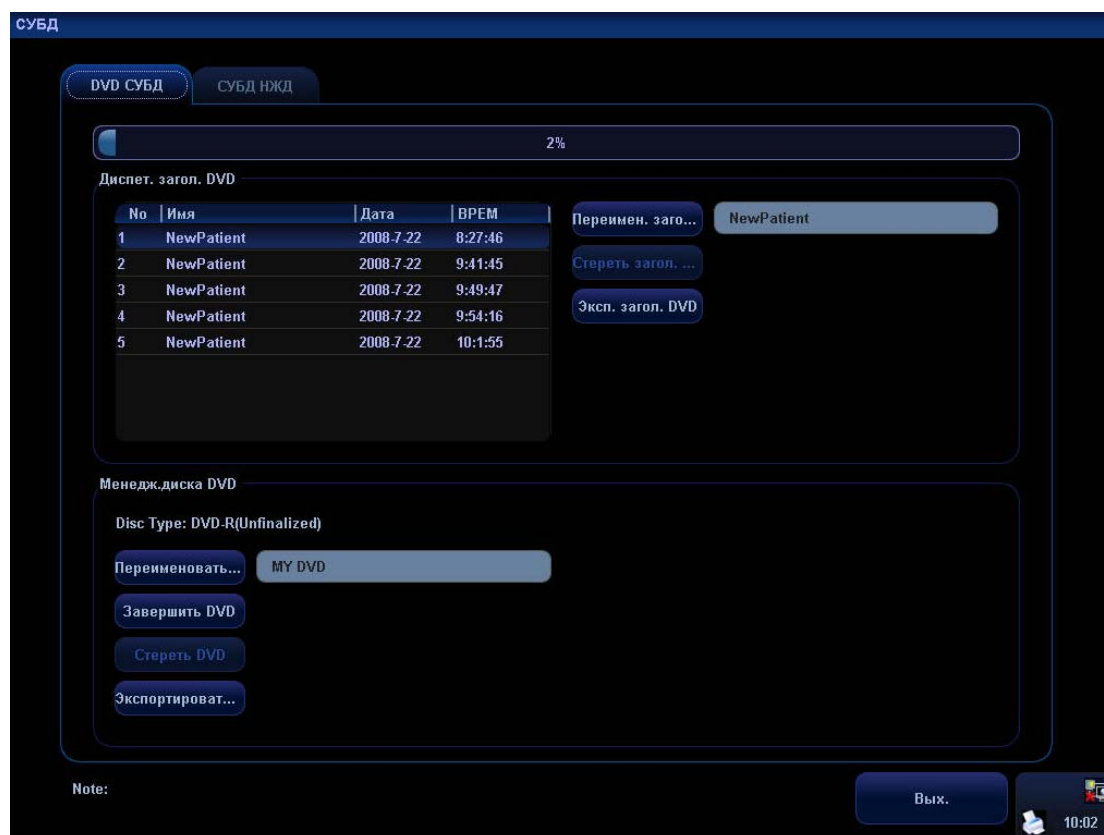 СУБД
DVD СУБД СУБД НЖД
2%
Диспет. загол. DVD
No Имя Дата ВРЕМ
1 NewPatient 2008-7-22 8:27:46
2 NewPatient 2008-7-22 9:41:45
3 NewPatient 2008-7-22 9:49:47
4 NewPatient 2008-7-22 9:54:16
5 NewPatient 2008-7-22 10:1:55
Переимен. заго... NewPatient
Стереть загол. ...
Эксп. загол. DVD
Менедж.диска DVD
Disc Type: DVD-R(Unfinalized)
Переименовать... MY DVD
Завершить DVD
Стереть DVD
Экспортироват...
Note:
Вых.
10:02